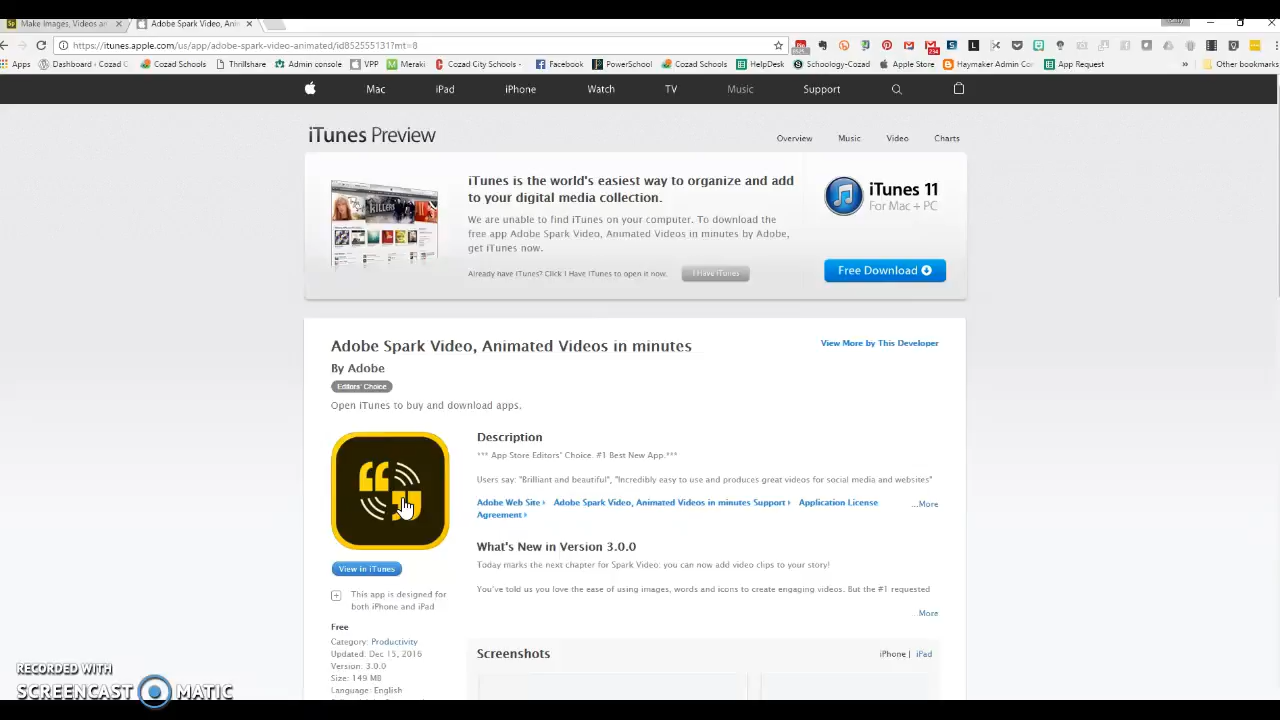 Make Images, Videos a
Adobe Spark Video, Anim
https://itunes.apple.com/us/app/adobe-spark-video-animated/id852555131?mt=8
Apps
Dashboard ‹ Cozad C
Cozad Schools
Thrillshare
Admin console
VPP
Meraki
Cozad City Schools -
Facebook
PowerSchool
Cozad Schools
HelpDesk
Schoology-Cozad
Apple Store
Haymaker Admin Co
App Request
»
Other bookmarks
Mac
iPad
iPhone
Watch
TV
Music
Support
iTunes Preview
Overview
Music
Video
Charts
iTunes is the world's easiest way to organize and add
to your digital media collection.
We are unable to find iTunes on your computer. To download the
free app Adobe Spark Video, Animated Videos in minutes by Adobe,
get iTunes now.
Already have iTunes? Click I Have iTunes to open it now.
I Have iTunes
iTunes 11
For Mac + PC
Free Download
Adobe Spark Video, Animated Videos in minutes
View More by This Developer
By Adobe
Editors' Choice
Open iTunes to buy and download apps.
Description
*** App Store Editors' Choice. #1 Best New App.***
Users say: "Brilliant and beautiful", "Incredibly easy to use and produces great videos for social media and websites"
Adobe Web Site
Adobe Spark Video, Animated Videos in minutes Support
Application License
Agreement
...More
View in iTunes
What's New in Version 3.0.0
Today marks the next chapter for Spark Video: you can now add video clips to your story!
You've told us you love the ease of using images, words and icons to create engaging videos. But the #1 requested
...More
This app is designed for
both iPhone and iPad
Free
Category: Productivity
Updated: Dec 15, 2016
Version: 3.0.0
Size: 149 MB
Language: English
Screenshots
iPhone |
iPad
RECORDED WITH
SCREENCAST MATIC